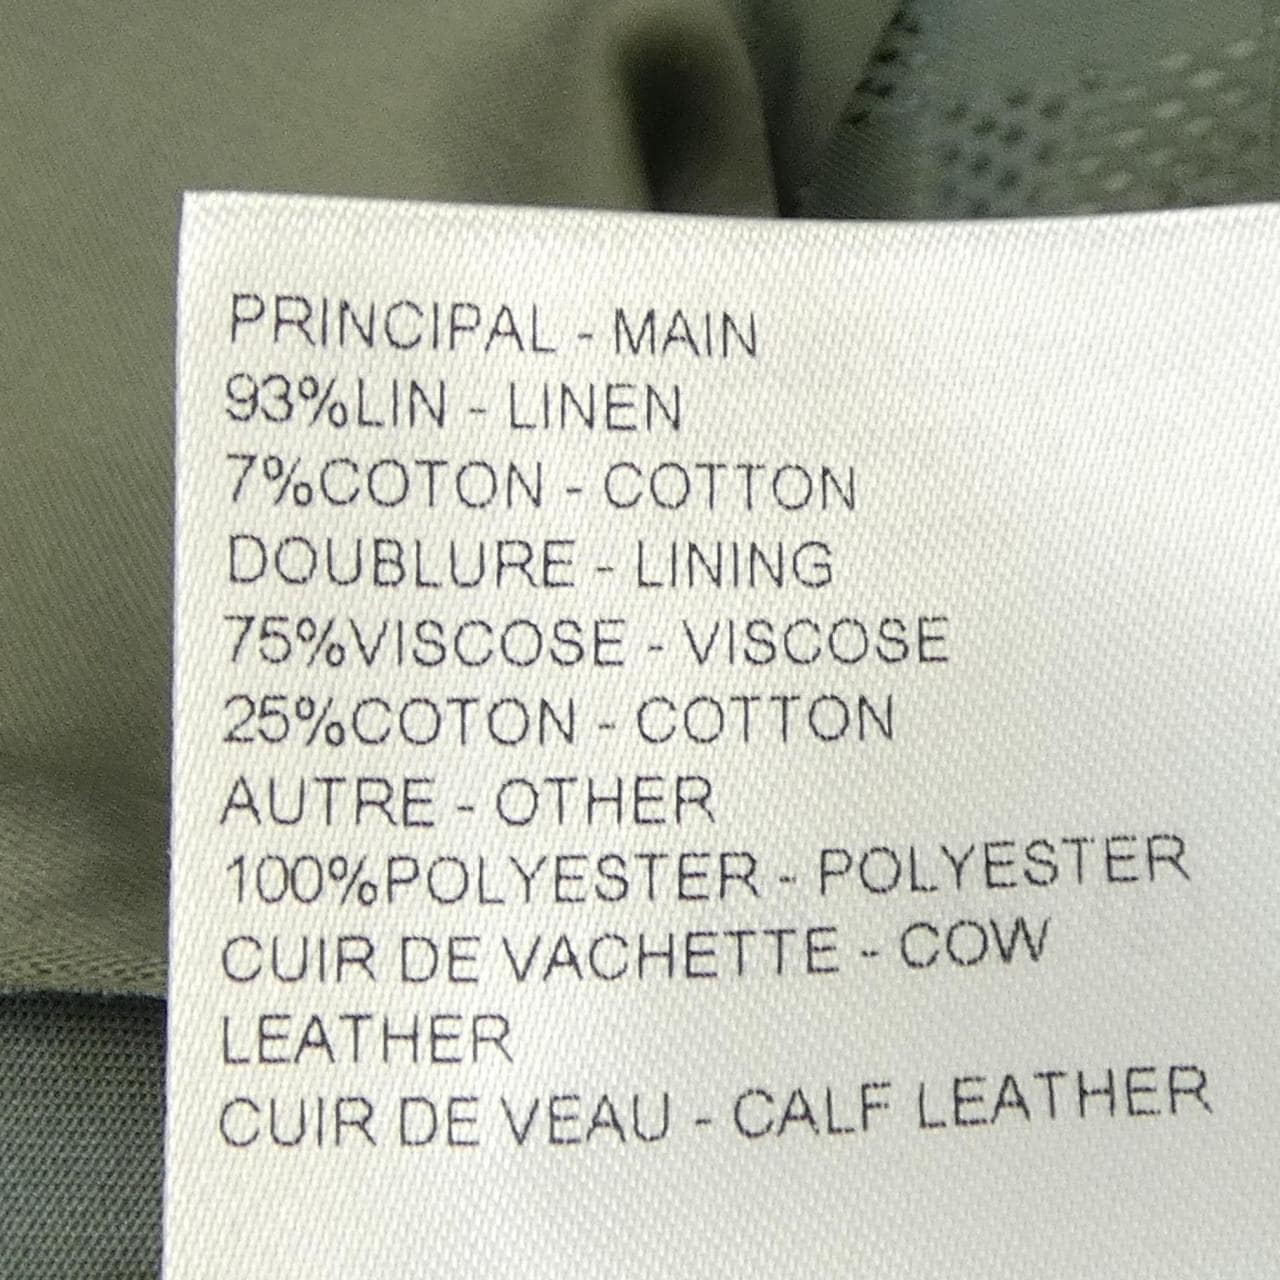 PRINCIPAL - MAIN
93%LIN - LINEN
7%COTON - COTTON
DOUBLURE - LINING
75%VISCOSE - VISCOSE
25%COTON - COTTON
AUTRE - OTHER
100%POLYESTER - POLYESTER
CUIR DE VACHETTE - COW
LEATHER
CUIR DE VEAU - CALF LEATHER